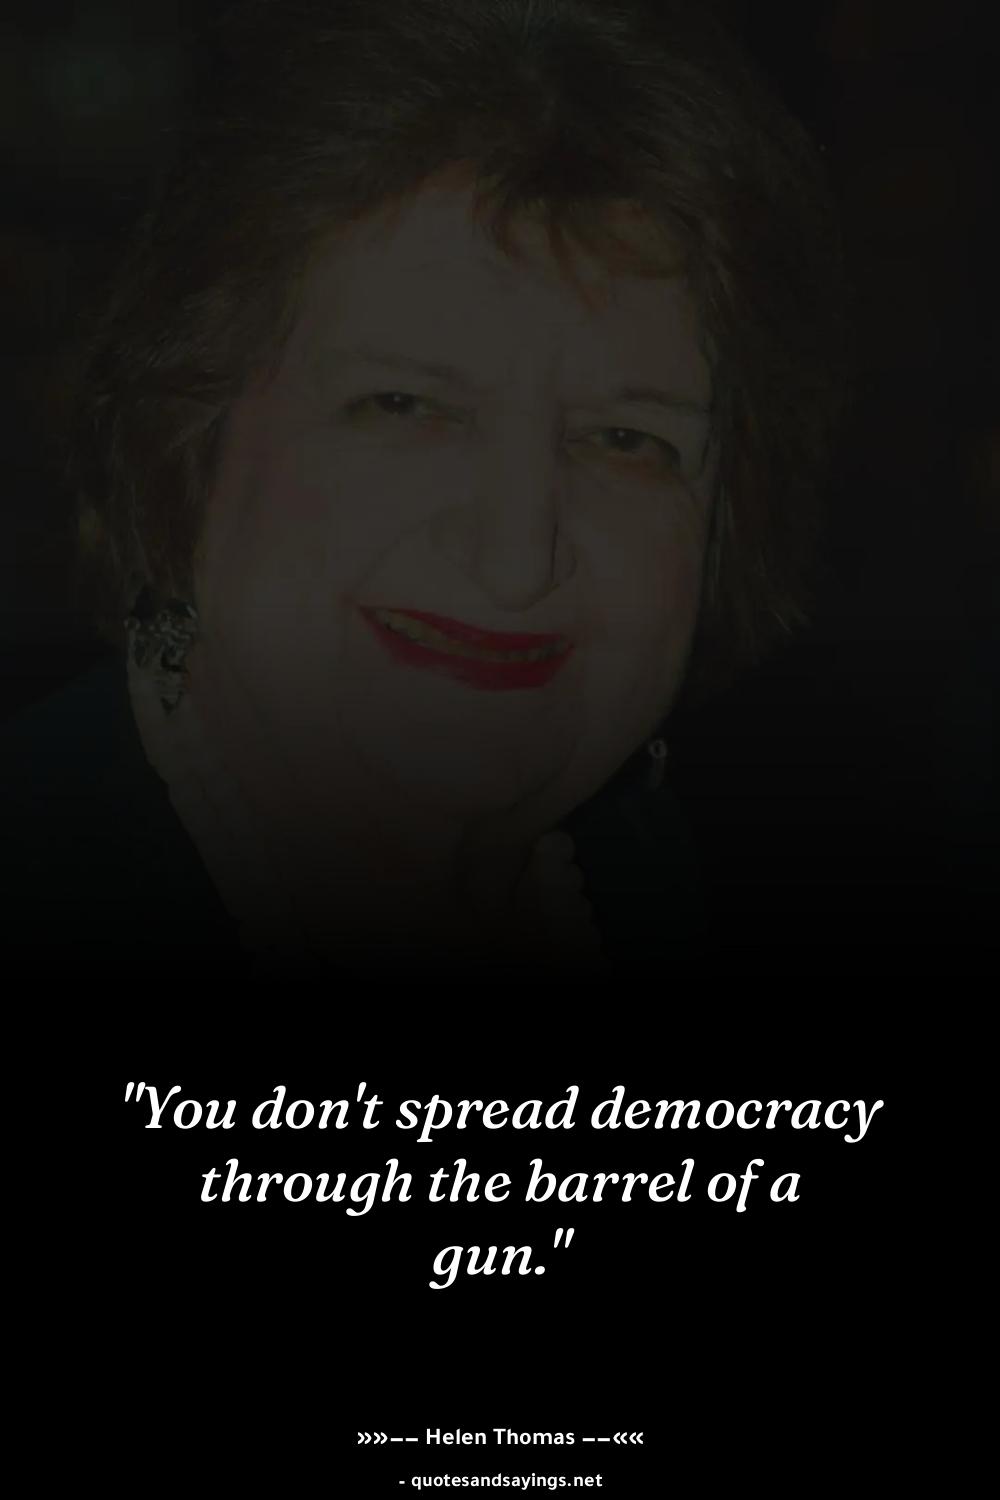 "You don't spread democracy
through the barrel of a
gun."
»»–– Helen Thomas ––««
- quotesandsayings.net